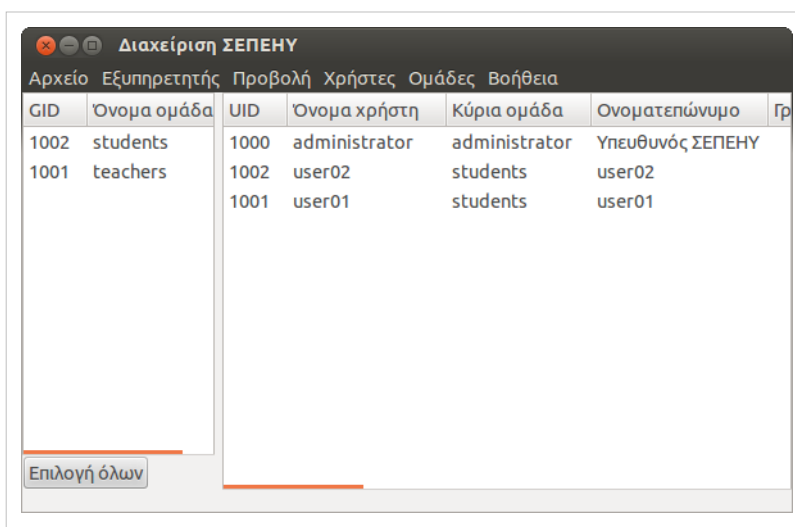 Διαχείριση ΣΕΠΕΗΥ
Αρχείο Εξυπηρετητής Προβολή Χρήστες Ομάδες Βοήθεια
GID Όνομα ομάδα UID Όνομα χρήστη Κύρια ομάδα Ονοματεπώνυμο Γρ
1002 students 1000 administrator administrator Υπευθυνός ΣΕΠΕΗΥ
1001 teachers 1002 user02 students user02
1001 user01 students user01
Επιλογή όλων